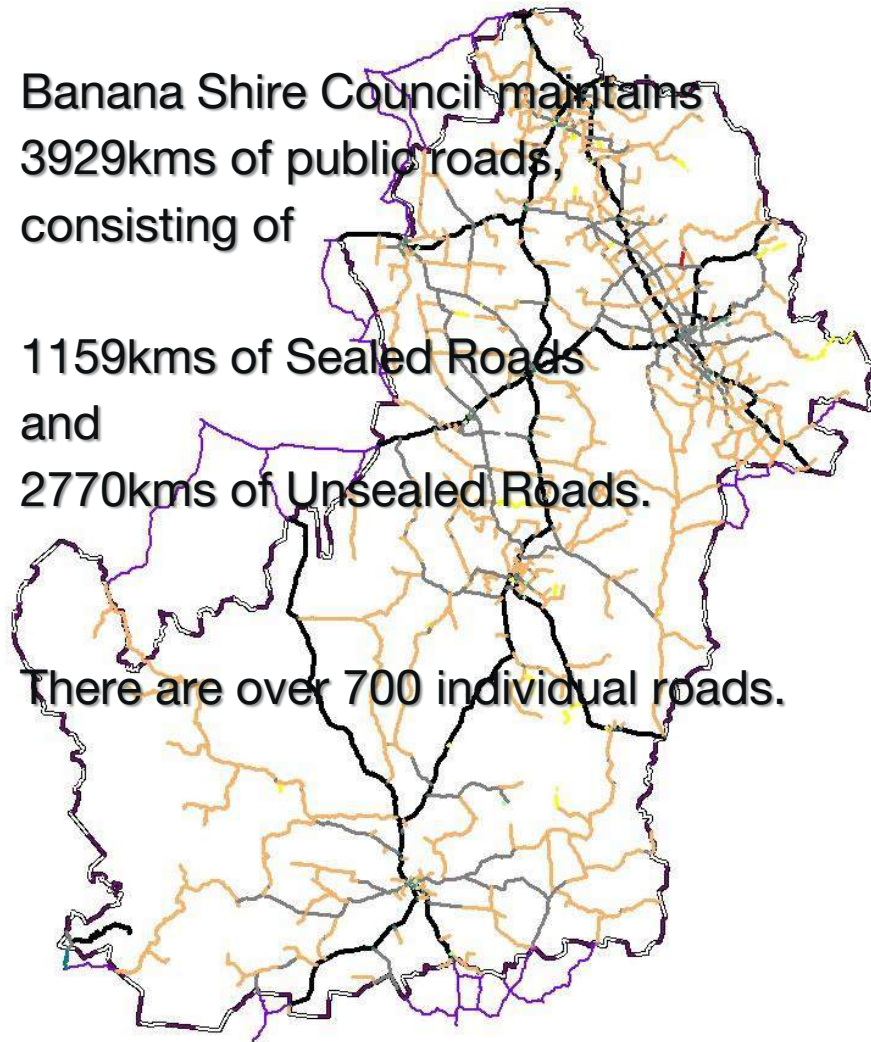 Banana Shire Council maintains
3929kms of public roads,
consisting of
1159kms of Sealed Roads
and
2770kms of Unsealed Roads.
There are over 700 individual roads.